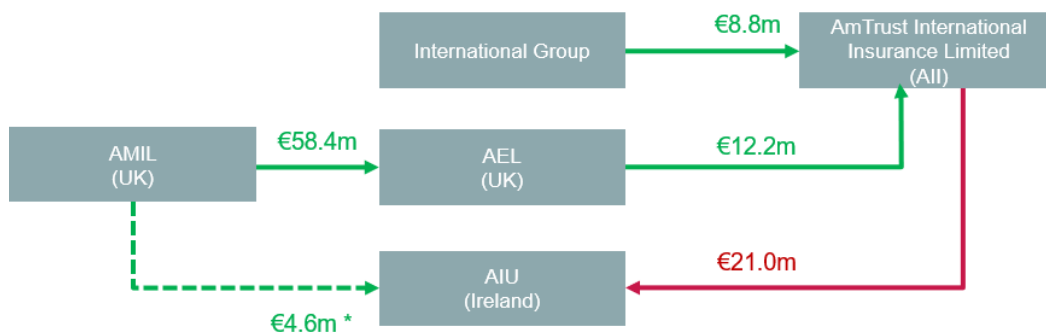 International Group
€8.8m
AmTrust International
Insurance Limited
(AII)
AMIL
(UK)
€58.4m
AEL
(UK)
€12.2m
AIU
(Ireland)
€21.0m
€4.6m *